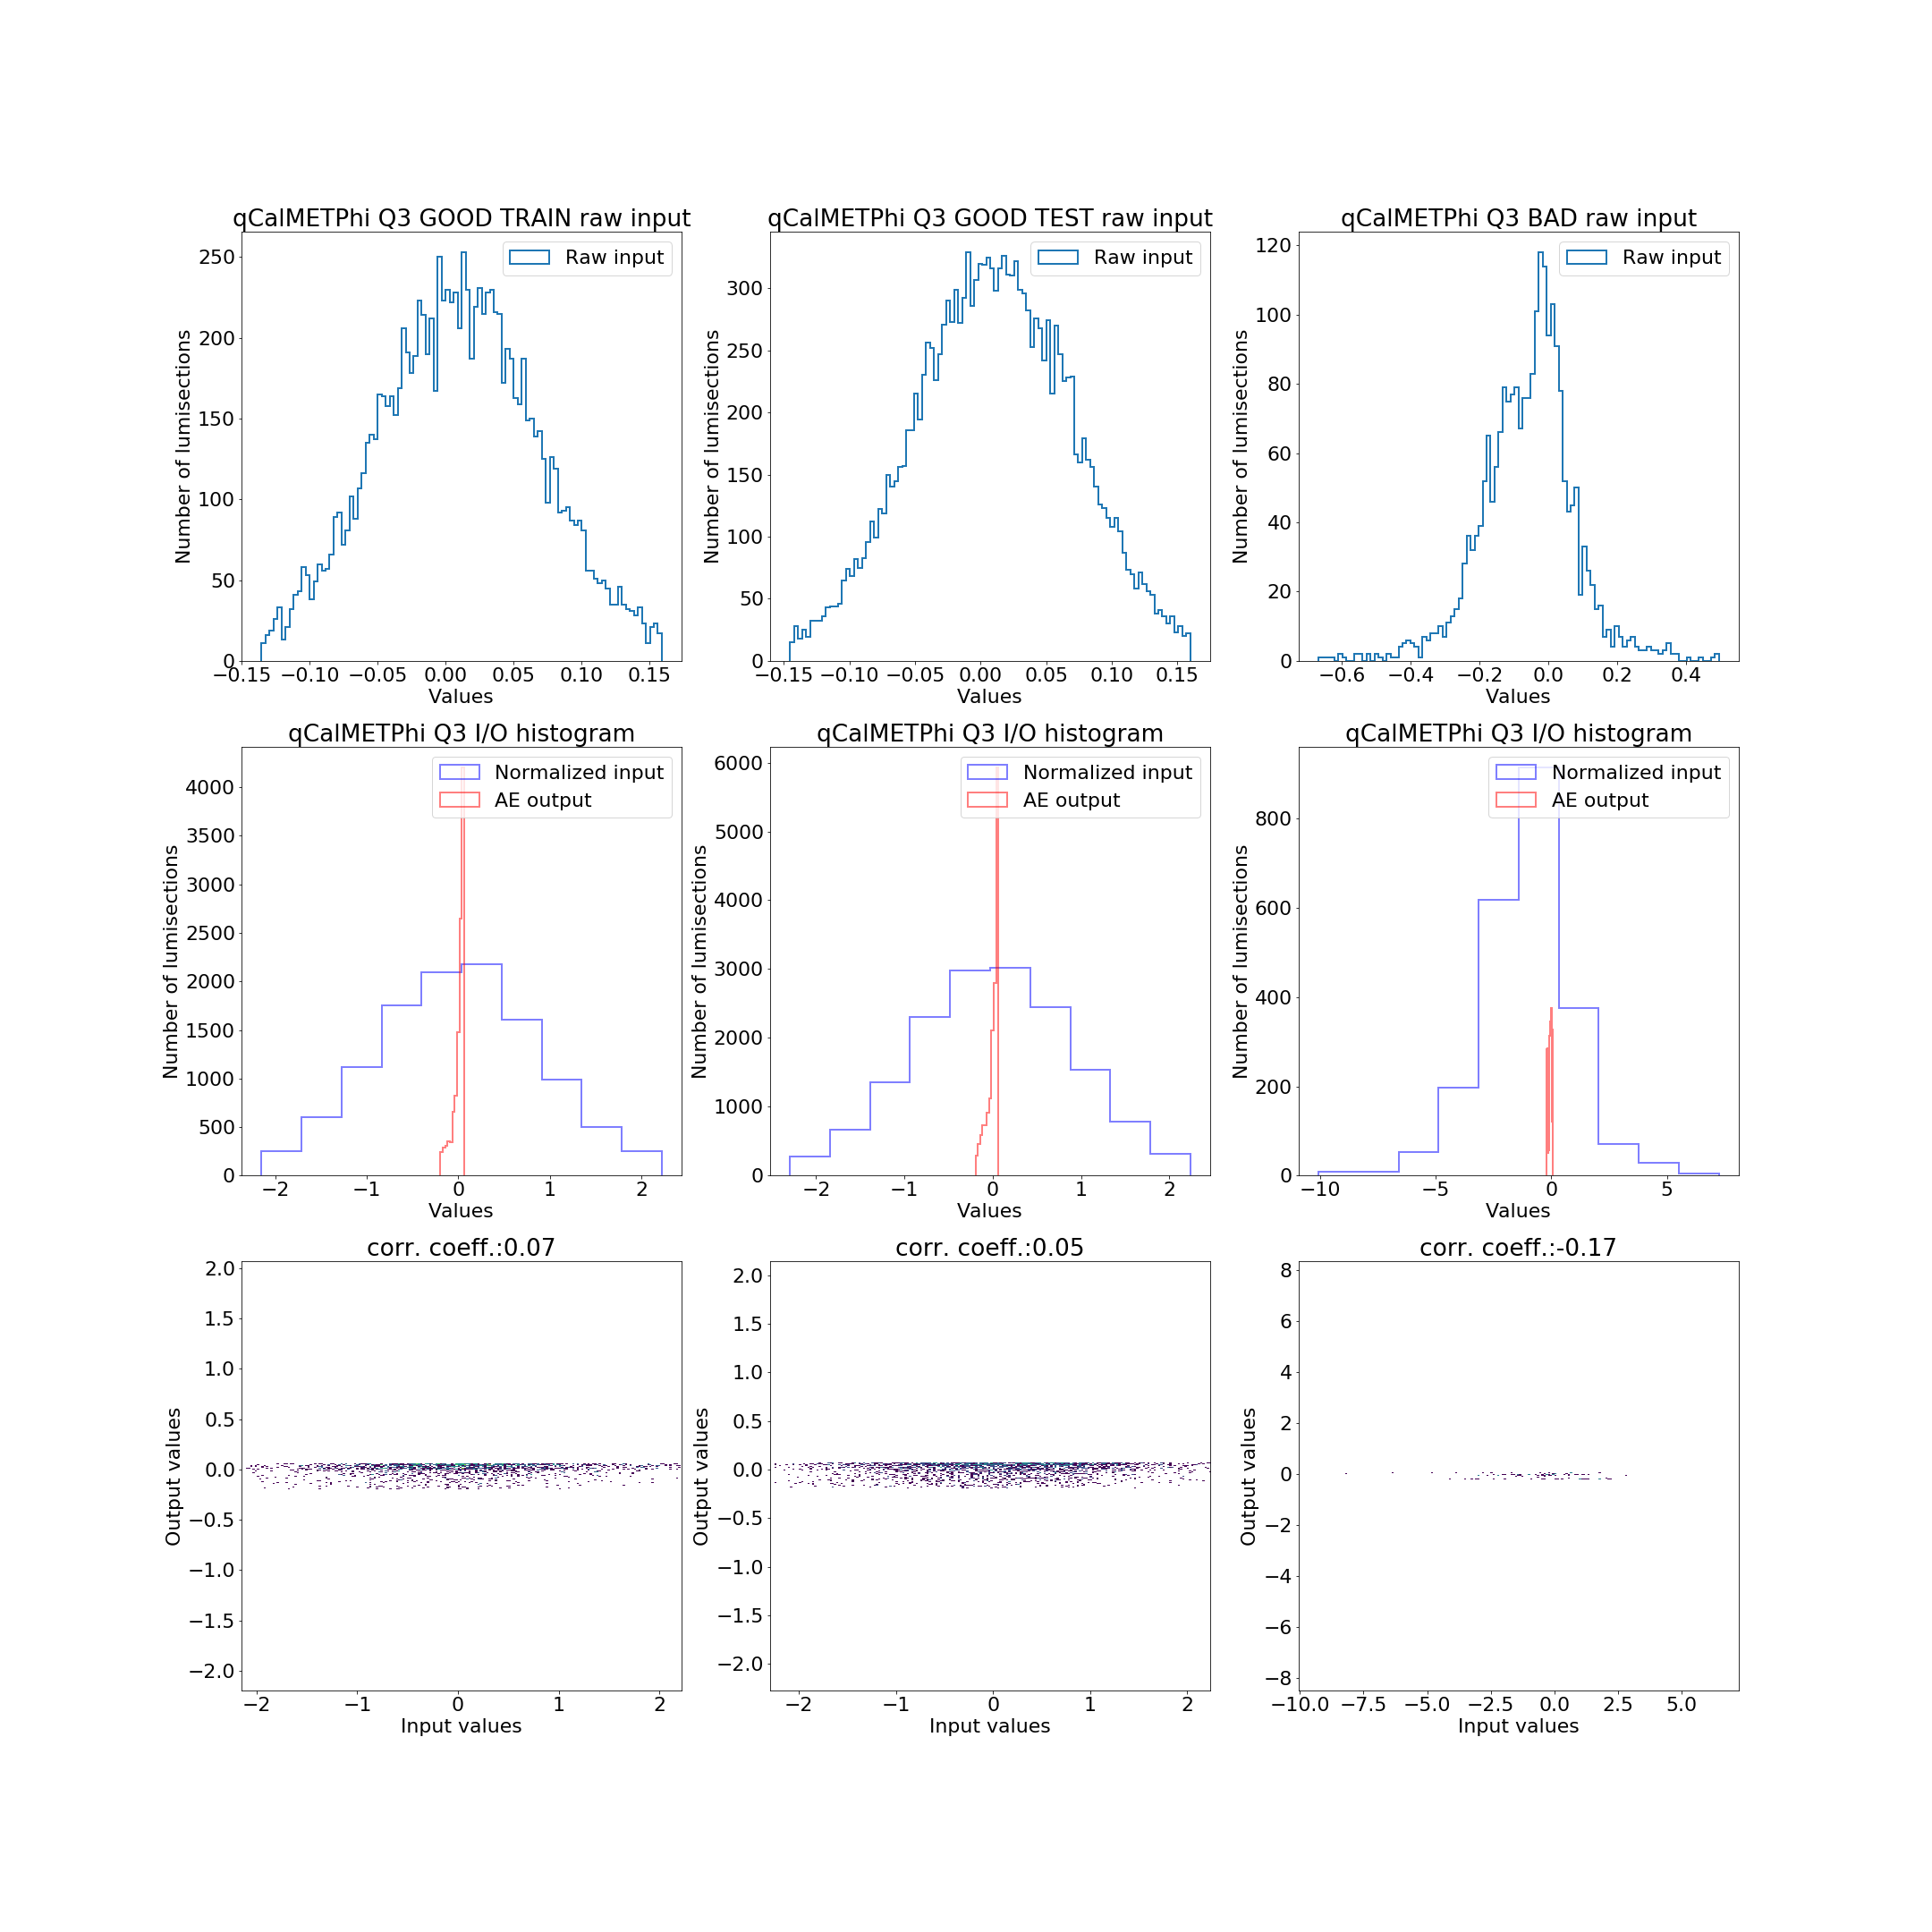 qCalMETPhi Q3 GOOD TRAIN raw input
Raw input
250
200
150
100
50
0
Number of lumisections
−0.15 −0.10 −0.05 0.00 0.05 0.10 0.15
Values
qCalMETPhi Q3 GOOD TEST raw input
Raw input
300
250
200
150
100
50
0
Number of lumisections
−0.15 −0.10 −0.05 0.00 0.05 0.10 0.15
Values
qCalMETPhi Q3 BAD raw input
Raw input
120
100
80
60
40
20
0
Number of lumisections
−0.6 −0.4 −0.2 0.0 0.2 0.4
Values
qCalMETPhi Q3 I/O histogram
Normalized input
AE output
4000
3500
3000
2500
2000
1500
1000
500
0
Number of lumisections
−2 −1 0 1 2
Values
qCalMETPhi Q3 I/O histogram
Normalized input
AE output
6000
5000
4000
3000
2000
1000
0
Number of lumisections
−2 −1 0 1 2
Values
qCalMETPhi Q3 I/O histogram
Normalized input
AE output
800
600
400
200
0
Number of lumisections
−10 −5 0 5
Values
corr. coeff.:0.07
2.0
1.5
1.0
0.5
0.0
−0.5
−1.0
−1.5
−2.0
Output values
−2 −1 0 1 2
Input values
corr. coeff.:0.05
2.0
1.5
1.0
0.5
0.0
−0.5
−1.0
−1.5
−2.0
Output values
−2 −1 0 1 2
Input values
corr. coeff.:-0.17
8
6
4
2
0
−2
−4
−6
−8
Output values
−10.0 −7.5 −5.0 −2.5 0.0 2.5 5.0
Input values